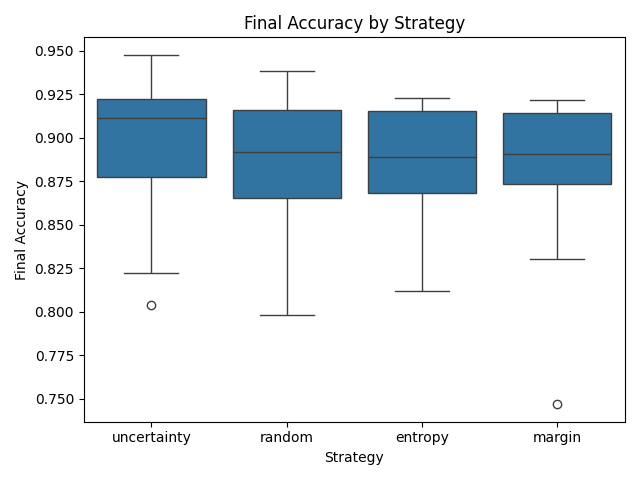 Final Accuracy by Strategy
Final Accuracy
0.950
0.925
0.900
0.875
0.850
0.825
0.800
0.775
0.750
uncertainty random entropy margin
Strategy